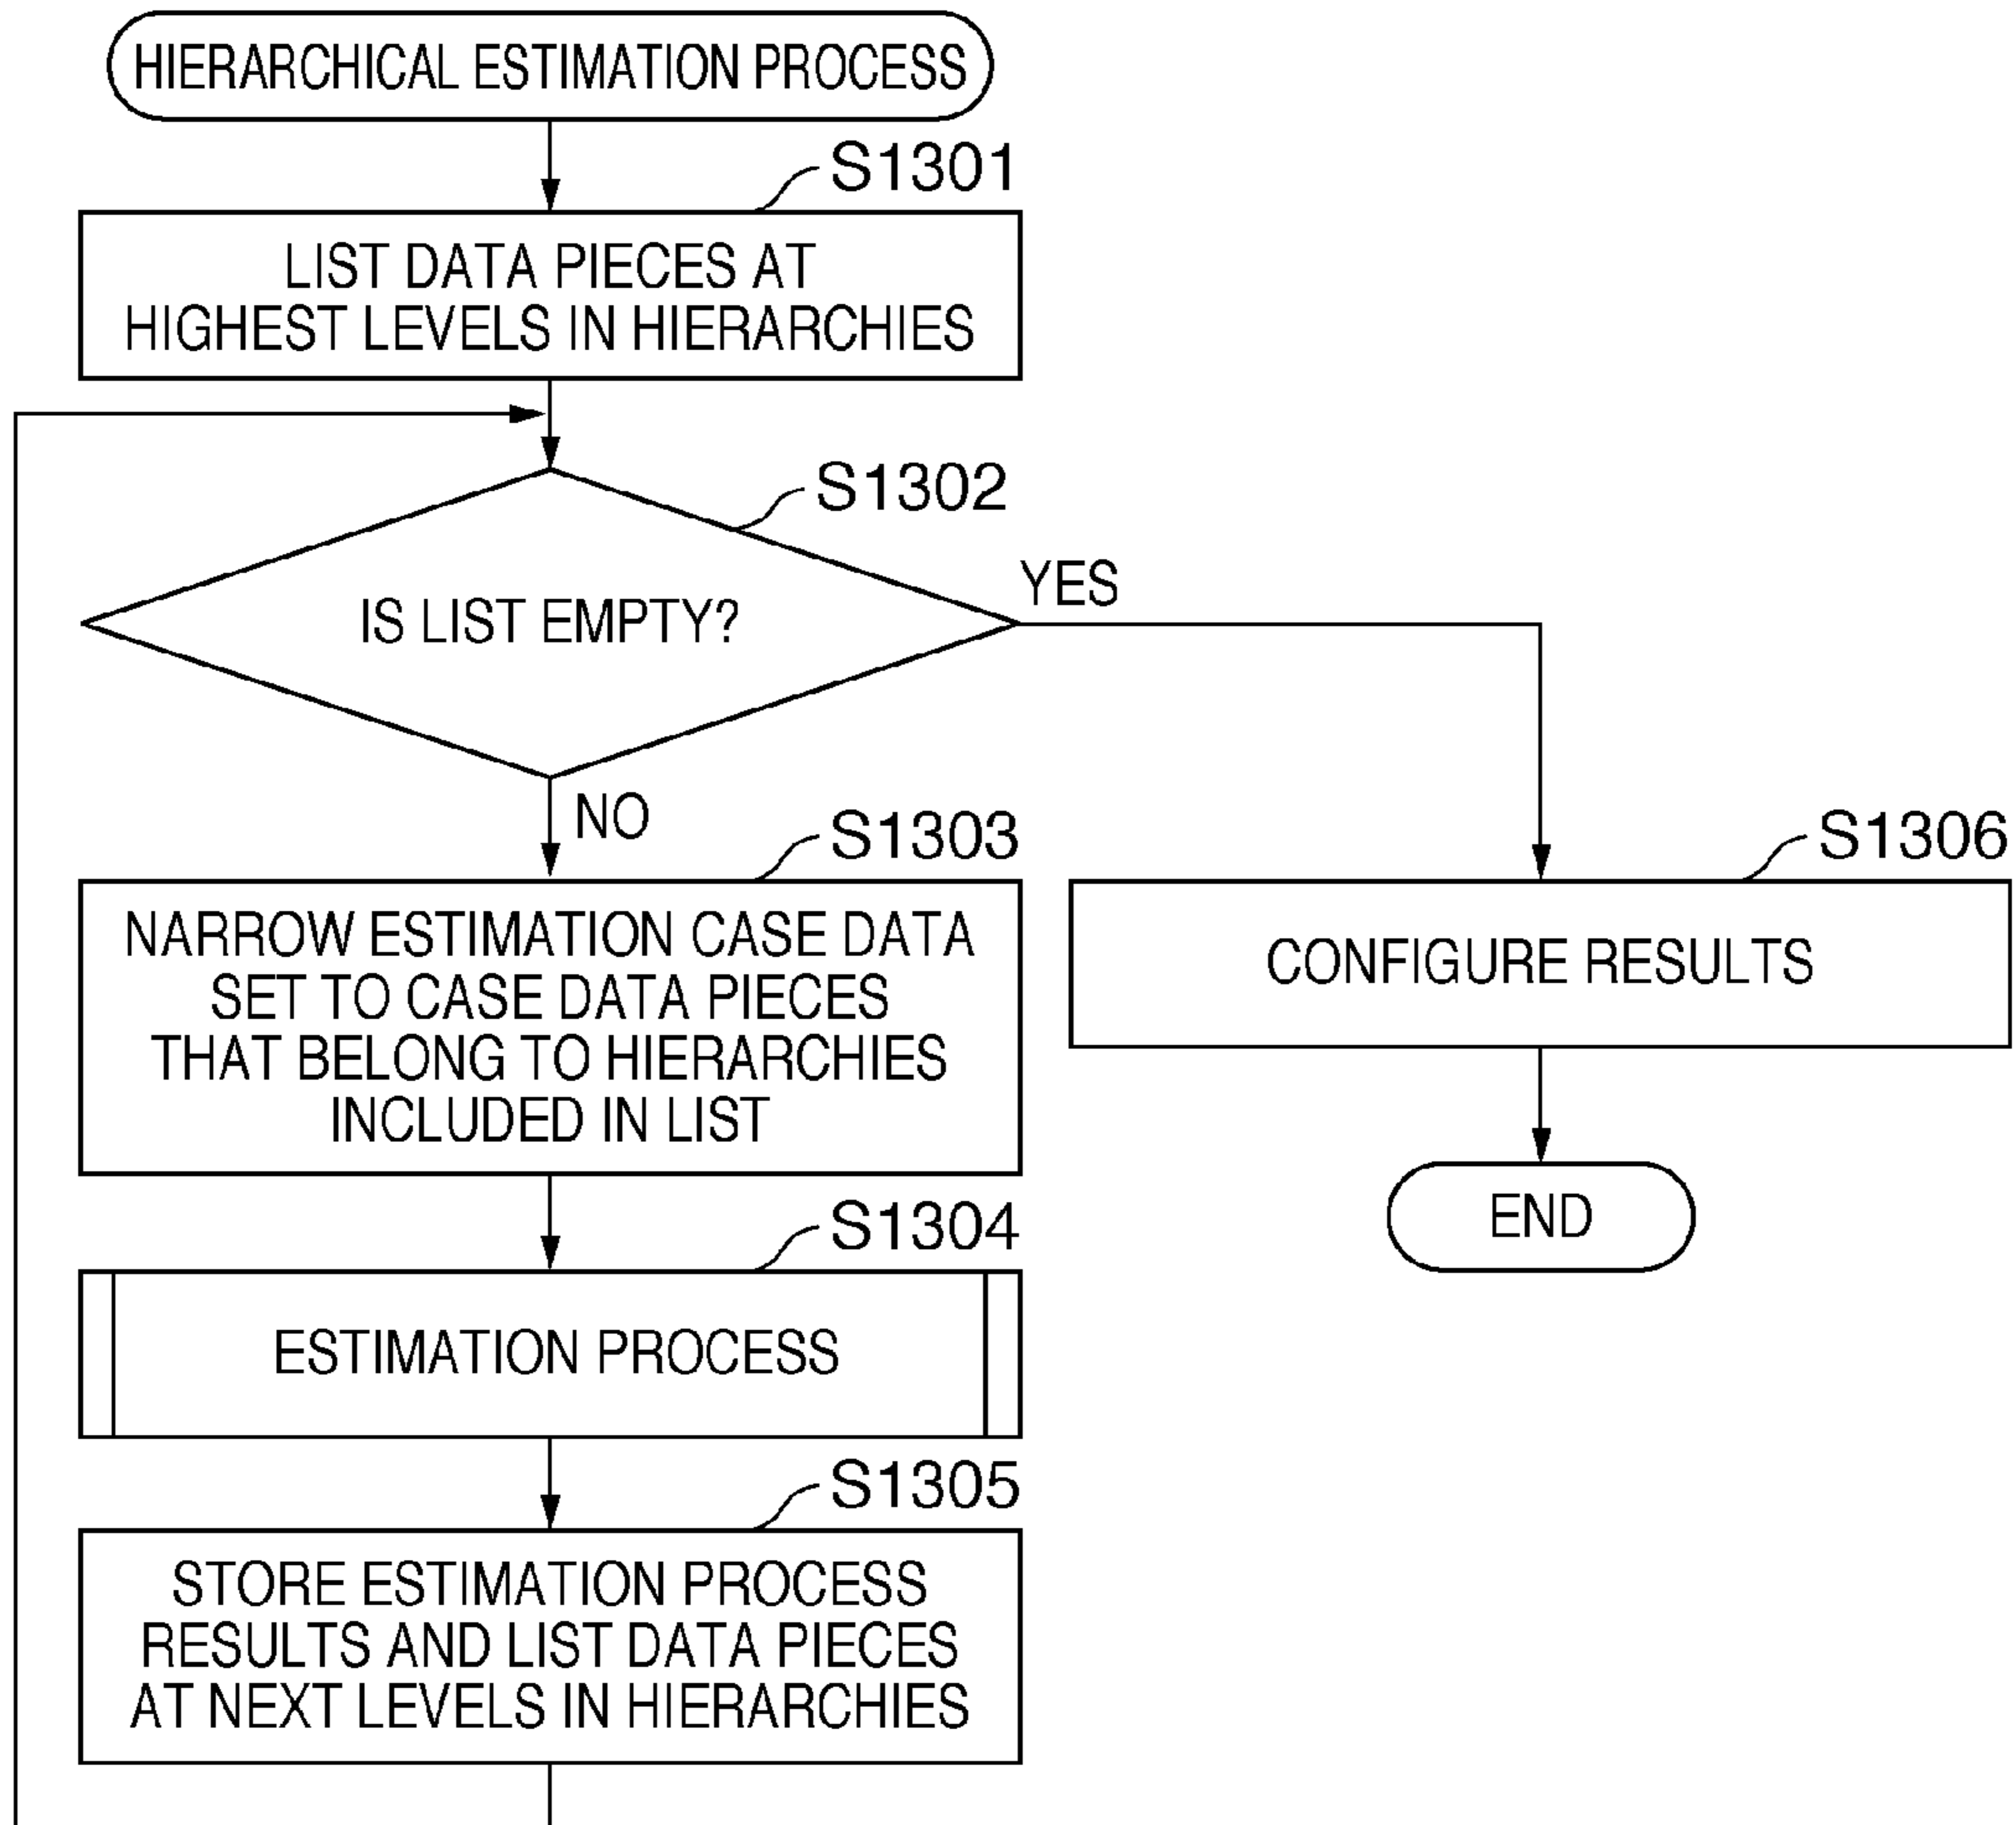 HIERARCHICAL ESTIMATION PROCESS
S1301
LIST DATA PIECES AT
HIGHEST LEVELS IN HIERARCHIES
S1302
IS LIST EMPTY?
YES
NO
S1303
NARROW ESTIMATION CASE DATA
SET TO CASE DATA PIECES
THAT BELONG TO HIERARCHIES
INCLUDED IN LIST
S1304
ESTIMATION PROCESS
S1305
STORE ESTIMATION PROCESS
RESULTS AND LIST DATA PIECES
AT NEXT LEVELS IN HIERARCHIES
S1306
CONFIGURE RESULTS
END